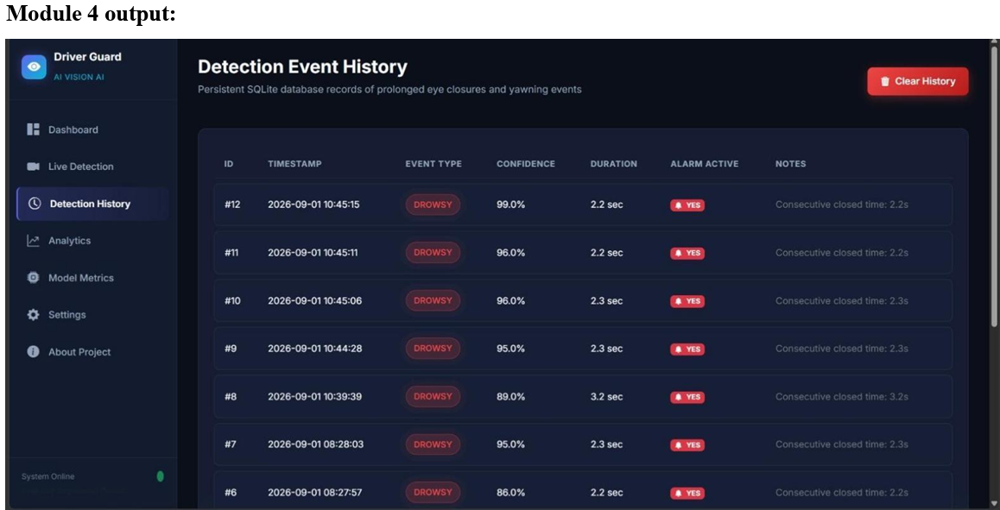 Module 4 output:
Driver Guard
AI VISION AI
Dashboard
Live Detection
Detection History
Analytics
Model Metrics
Settings
About Project
System Online
Detection Event History
Persistent SQLite database records of prolonged eye closures and yawning events
Clear History
ID TIMESTAMP EVENT TYPE CONFIDENCE DURATION ALARM ACTIVE NOTES
#12 2026-09-01 10:45:15 DROWSY 99.0% 2.2 sec YES Consecutive closed time: 2.2s
#11 2026-09-01 10:45:11 DROWSY 96.0% 2.2 sec YES Consecutive closed time: 2.2s
#10 2026-09-01 10:45:06 DROWSY 96.0% 2.3 sec YES Consecutive closed time: 2.3s
#9 2026-09-01 10:44:28 DROWSY 95.0% 2.3 sec YES Consecutive closed time: 2.3s
#8 2026-09-01 10:39:39 DROWSY 89.0% 3.2 sec YES Consecutive closed time: 3.2s
#7 2026-09-01 08:28:03 DROWSY 95.0% 2.3 sec YES Consecutive closed time: 2.3s
#6 2026-09-01 08:27:57 DROWSY 86.0% 2.2 sec YES Consecutive closed time: 2.2s